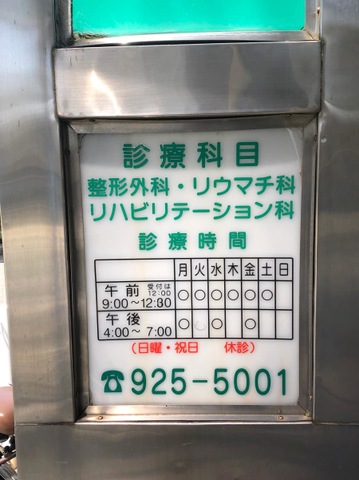 診療科目
整形外科・リウマチ科
リハビリテーション科
診療時間
月 火 水 木 金 土 日
午前 受付は12:00
9:00～12:30 ○ ○ ○ ○ ○ ○
午後
4:00～7:00 ○ ○ ○ ○
(日曜・祝日 休診)
☎925-5001